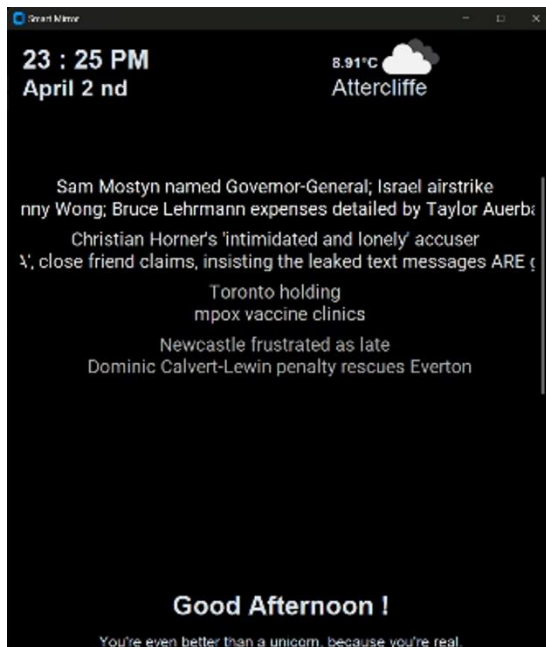 Smart Mirror
23 : 25 PM
April 2 nd
8.91°C
Attercliffe
Sam Mostyn named Governor-General; Israel airstrike
nny Wong; Bruce Lehrmann expenses detailed by Taylor Auerba
Christian Horner's 'intimidated and lonely' accuser
close friend claims, insisting the leaked text messages ARE
Toronto holding
mpox vaccine clinics
Newcastle frustrated as late
Dominic Calvert-Lewin penalty rescues Everton
Good Afternoon !
You're even better than a unicorn, because you're real.